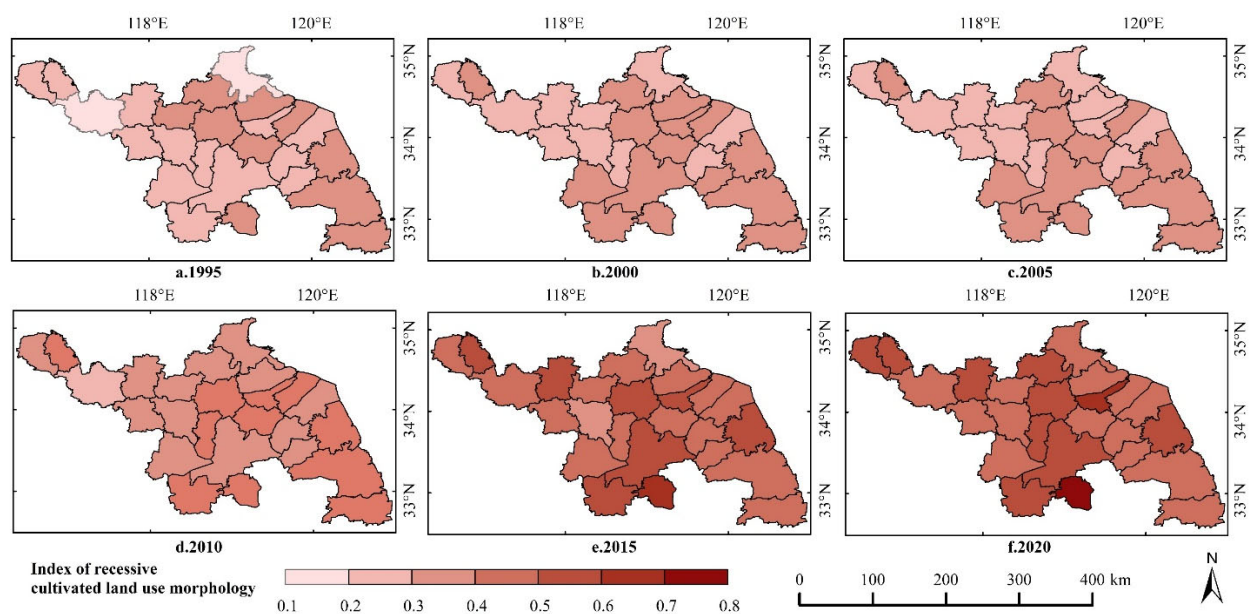 118°E 120°E 118°E 120°E 118°E 120°E
35°N 35°N 35°N
34°N 34°N 34°N
33°N 33°N 33°N
a.1995 b.2000 c.2005
118°E 120°E 118°E 120°E 118°E 120°E
35°N 35°N 35°N
34°N 34°N 34°N
33°N 33°N 33°N
d.2010 e.2015 f.2020
Index of recessive
cultivated land use morphology
0.1 0.2 0.3 0.4 0.5 0.6 0.7 0.8
0 100 200 300 400 km
N